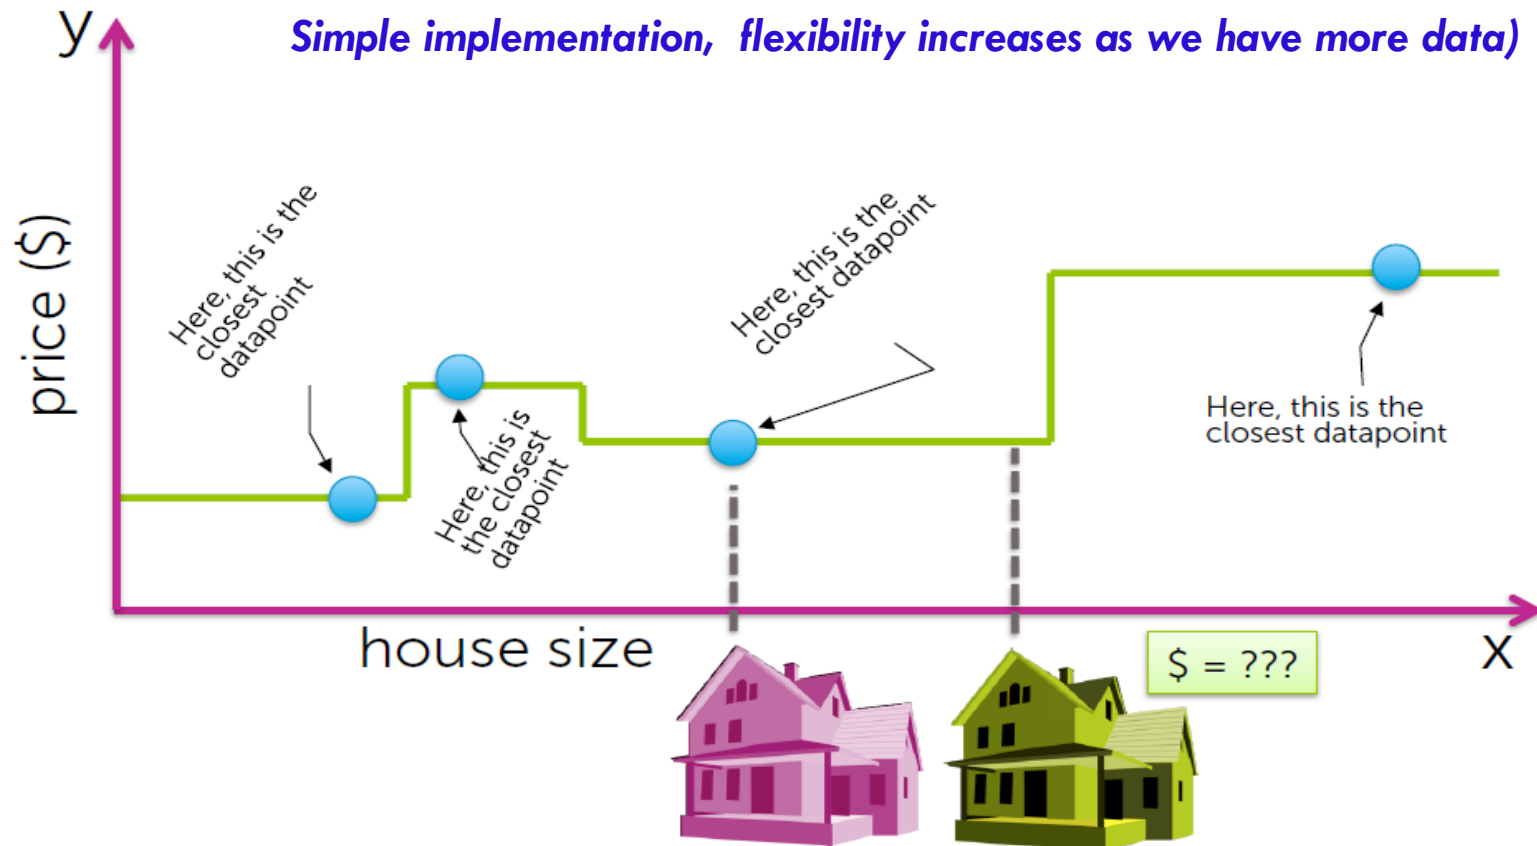 y
Simple implementation, flexibility increases as we have more data)
price ($)
Here, this is the
closest
datapoint
Here, this is
the closest
datapoint
Here, this is the
closest datapoint
Here, this is the
closest datapoint
house size
x
$ = ???